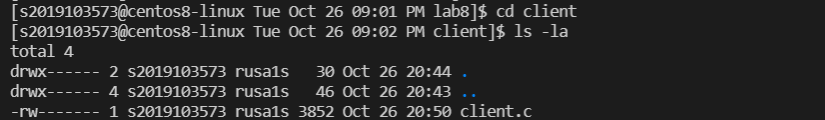 [s2019103573@centos8-linux Tue Oct 26 09:01 PM lab8]$ cd client
[s2019103573@centos8-linux Tue Oct 26 09:02 PM client]$ ls -la
total 4
drwx------ 2 s2019103573 rusa1s   30 Oct 26 20:44 .
drwx------ 4 s2019103573 rusa1s   46 Oct 26 20:43 ..
-rw------- 1 s2019103573 rusa1s 3852 Oct 26 20:50 client.c